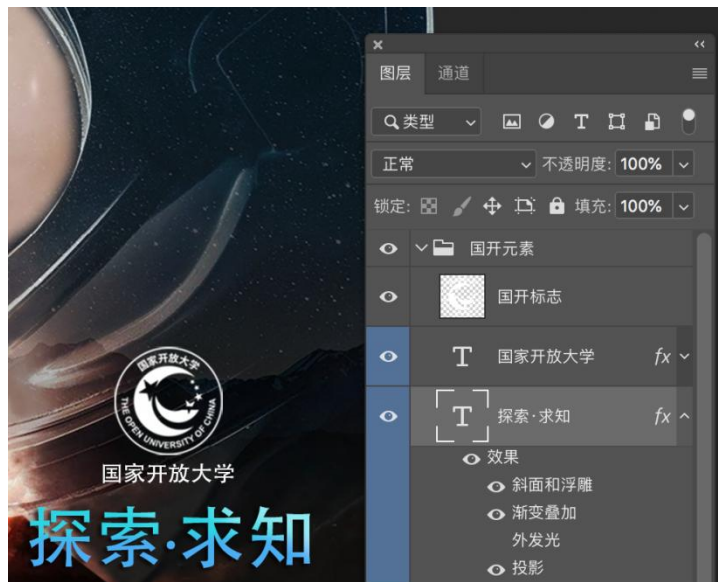 图层 通道
类型
正常 不透明度: 100%
锁定: 填充: 100%
国开元素
国开标志
T 国家开放大学 fx
T 探索·求知 fx
效果
斜面和浮雕
渐变叠加
外发光
投影
国家开放大学
THE OPEN UNIVERSITY OF CHINA
国家开放大学
探索·求知